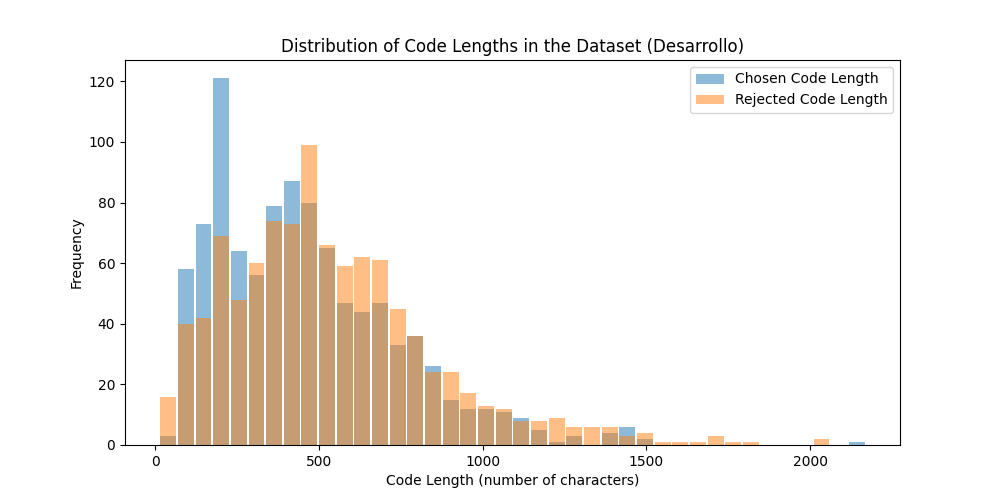 Distribution of Code Lengths in the Dataset (Desarrollo)
Chosen Code Length
Rejected Code Length
120
100
80
60
40
20
0
Frequency
0 500 1000 1500 2000
Code Length (number of characters)